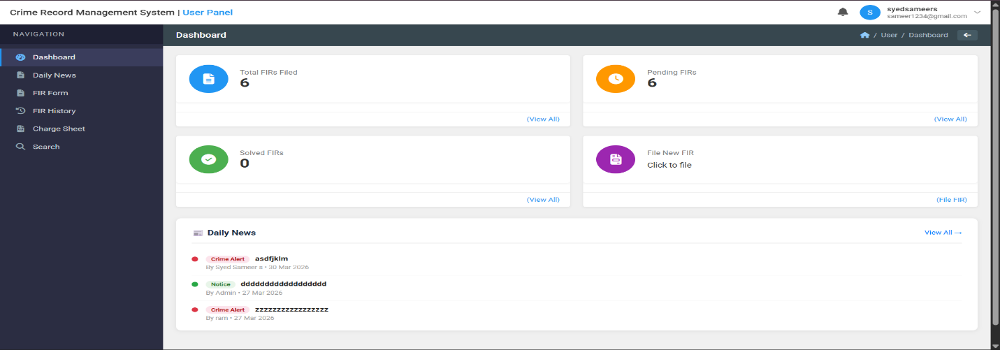 Crime Record Management System | User Panel
S
syedsameers
sameer1234@gmail.com
NAVIGATION
Dashboard
Daily News
FIR Form
FIR History
Charge Sheet
Search
Dashboard
/ User / Dashboard
Total FIRs Filed
6
(View All)
Pending FIRs
6
(View All)
Solved FIRs
0
(View All)
File New FIR
Click to file
(File FIR)
Daily News
View All →
Crime Alert asdfjklm
By Syed Sameer s • 30 Mar 2026
Notice dddddddddddddddddd
By Admin • 27 Mar 2026
Crime Alert zzzzzzzzzzzzzzzzz
By ram • 27 Mar 2026